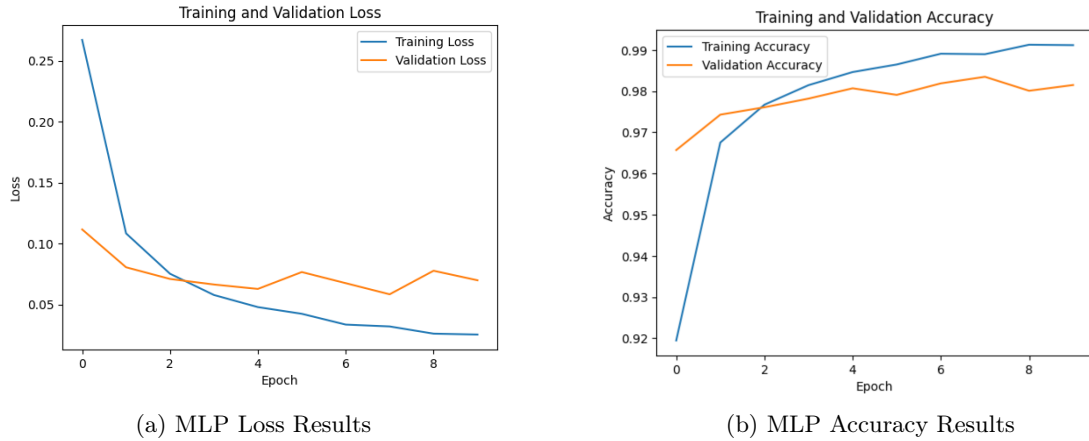 Training and Validation Loss
Training Loss
Validation Loss
0.25
0.20
0.15
0.10
0.05
Loss
0 2 4 6 8
Epoch
(a) MLP Loss Results
Training and Validation Accuracy
Training Accuracy
Validation Accuracy
0.99
0.98
0.97
0.96
0.95
0.94
0.93
0.92
Accuracy
0 2 4 6 8
Epoch
(b) MLP Accuracy Results